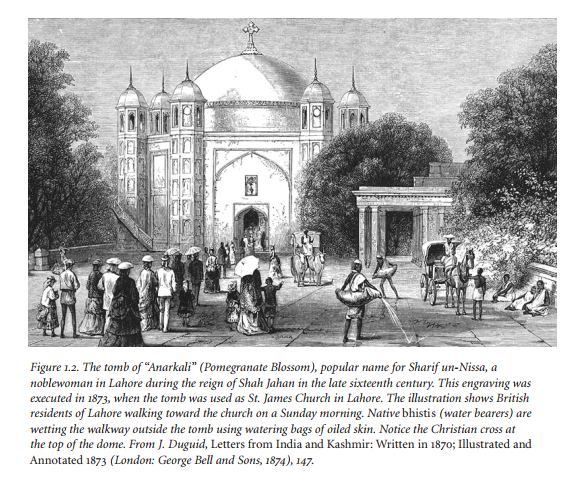 Figure 1.2. The tomb of “Anarkali” (Pomegranate Blossom), popular name for Sharif un-Nissa, a
noblewoman in Lahore during the reign of Shah Jahan in the late sixteenth century. This engraving was
executed in 1873, when the tomb was used as St. James Church in Lahore. The illustration shows British
residents of Lahore walking toward the church on a Sunday morning. Native bhistis (water bearers) are
wetting the walkway outside the tomb using watering bags of oiled skin. Notice the Christian cross at
the top of the dome. From J. Duguid, Letters from India and Kashmir: Written in 1870; Illustrated and
Annotated 1873 (London: George Bell and Sons, 1874), 147.